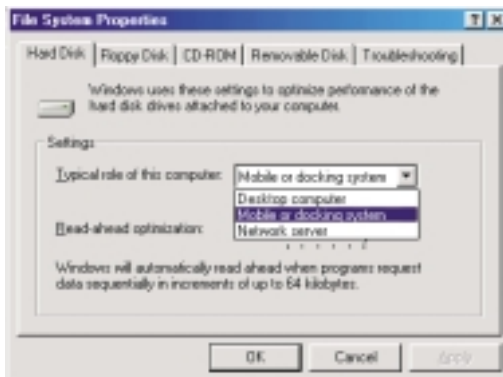 File System Properties
Hard Disk Floppy Disk CD-ROM Removable Disk Troubleshooting
Windows uses these settings to optimize performance of the
hard disk drives attached to your computer.
Settings
Typical role of this computer: Mobile or docking system
Desktop computer
Mobile or docking system
Network server
Read-ahead optimization:
Windows will automatically read ahead when programs request
data sequentially in increments of up to 64 kilobytes.
OK Cancel Apply